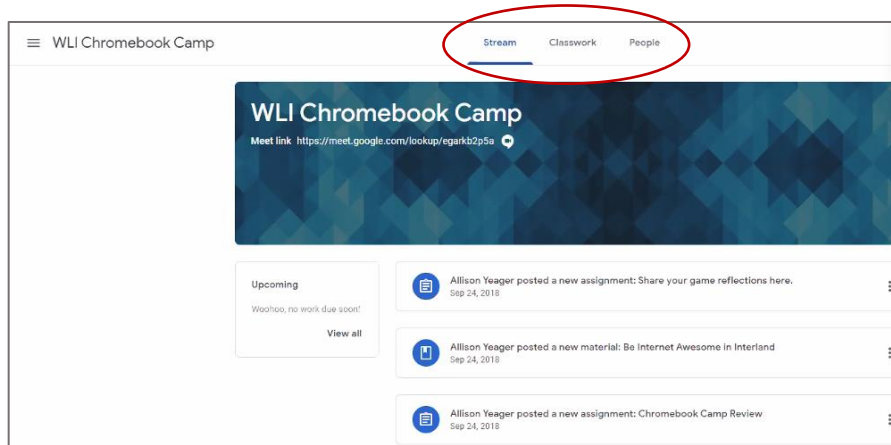 WLI Chromebook Camp
Stream Classwork People
WLI Chromebook Camp
Meet link https://meet.google.com/lookup/egarkb2p5a
Upcoming
Woohoo, no work due soon!
View all
Allison Yeager posted a new assignment: Share your game reflections here.
Sep 24, 2018
Allison Yeager posted a new material: Be Internet Awesome in Interland
Sep 24, 2018
Allison Yeager posted a new assignment: Chromebook Camp Review
Sep 24, 2018